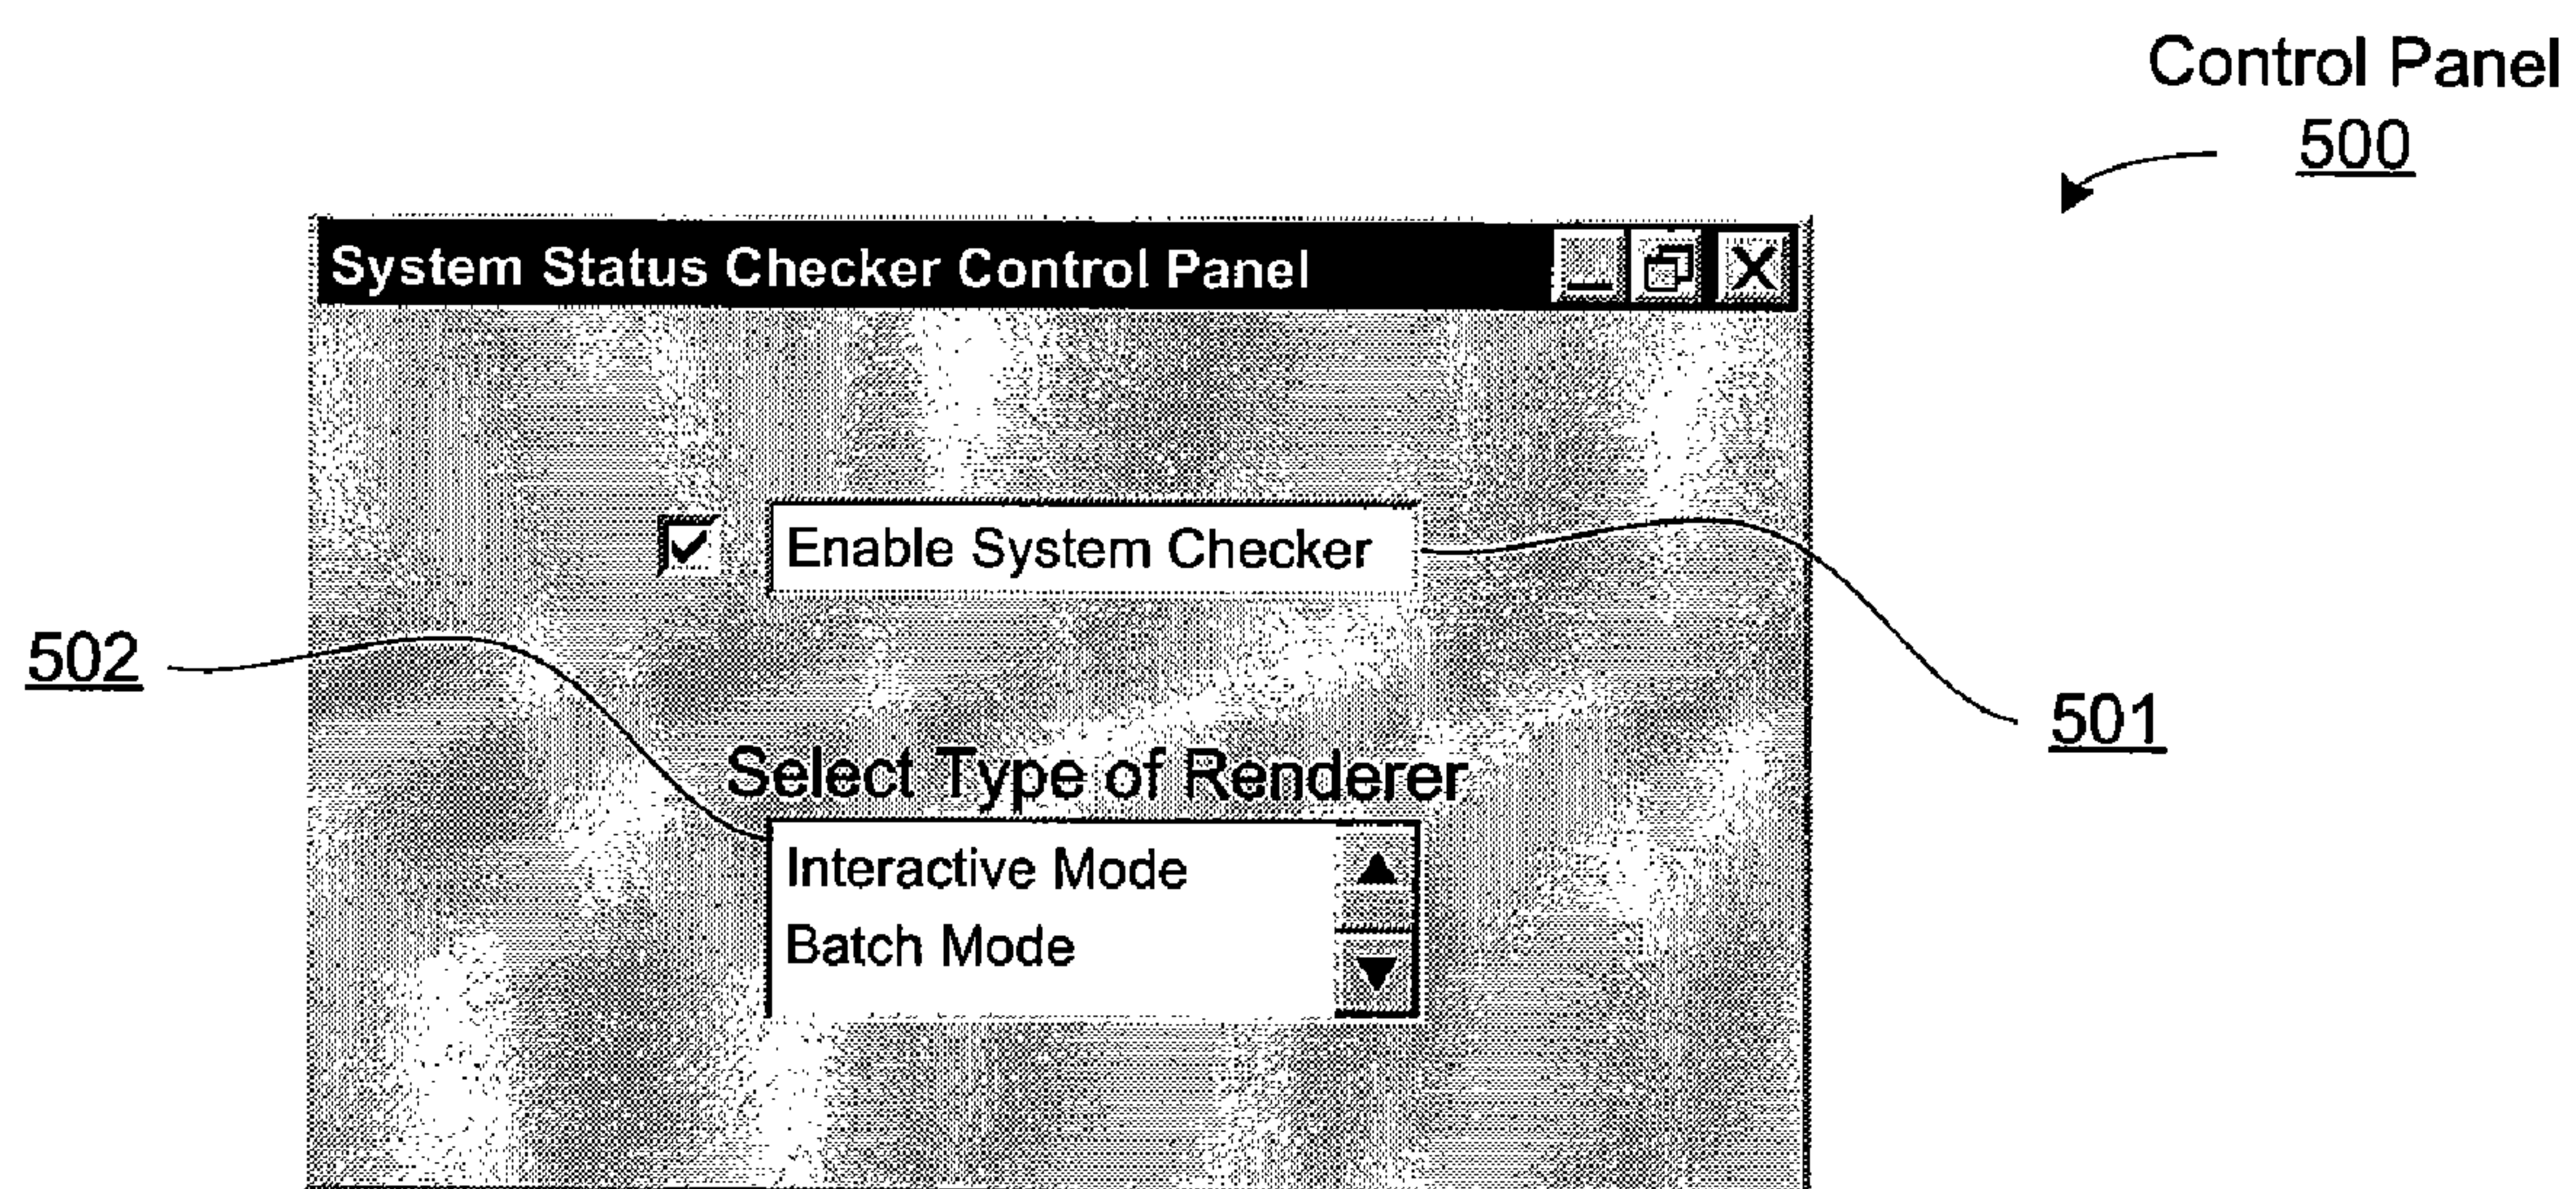 Control Panel
500
System Status Checker Control Panel
Enable System Checker
502
501
Select Type of Renderer
Interactive Mode
Batch Mode